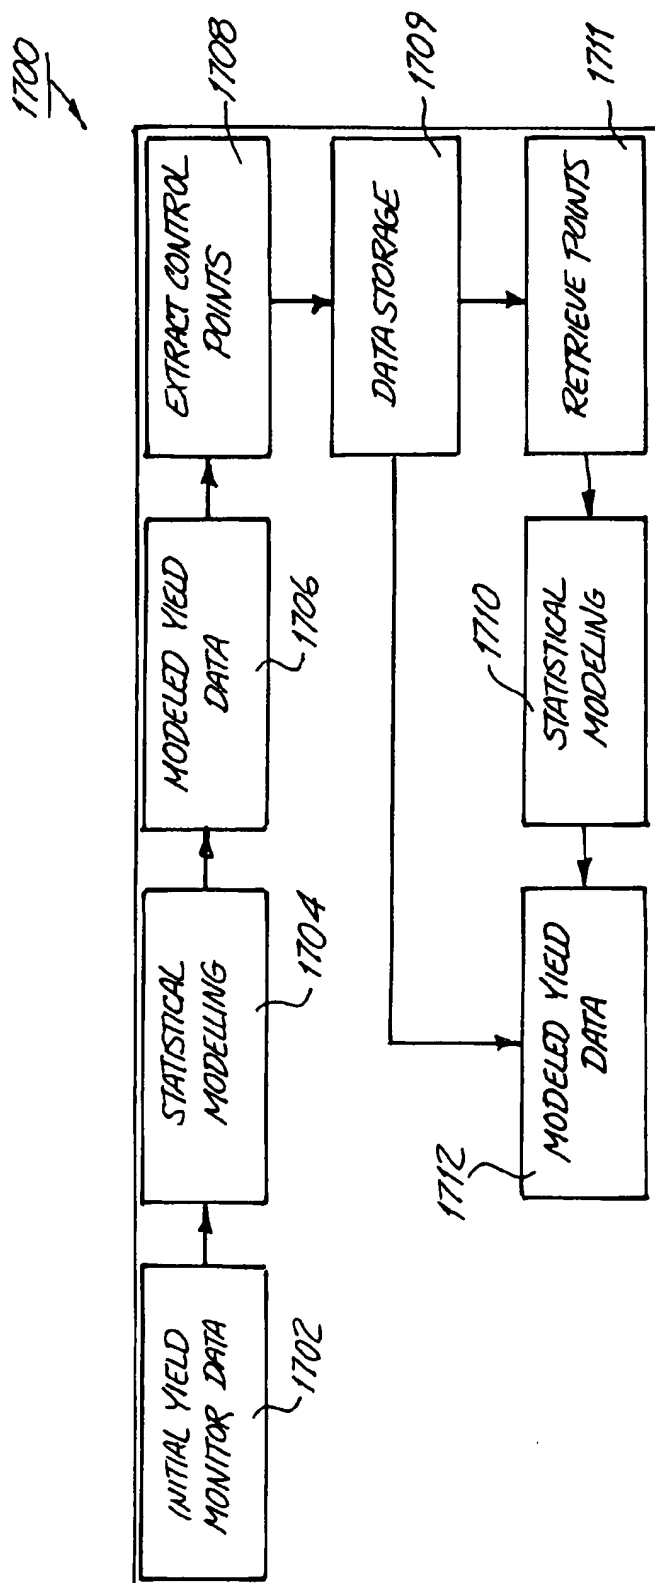 1700
INITIAL YIELD
MONITOR DATA
1702
STATISTICAL
MODELLING
1704
MODELED YIELD
DATA
1706
EXTRACT CONTROL
POINTS
1708
DATA STORAGE
1709
RETRIEVE POINTS
1711
STATISTICAL
MODELING
1710
MODELED YIELD
DATA
1712